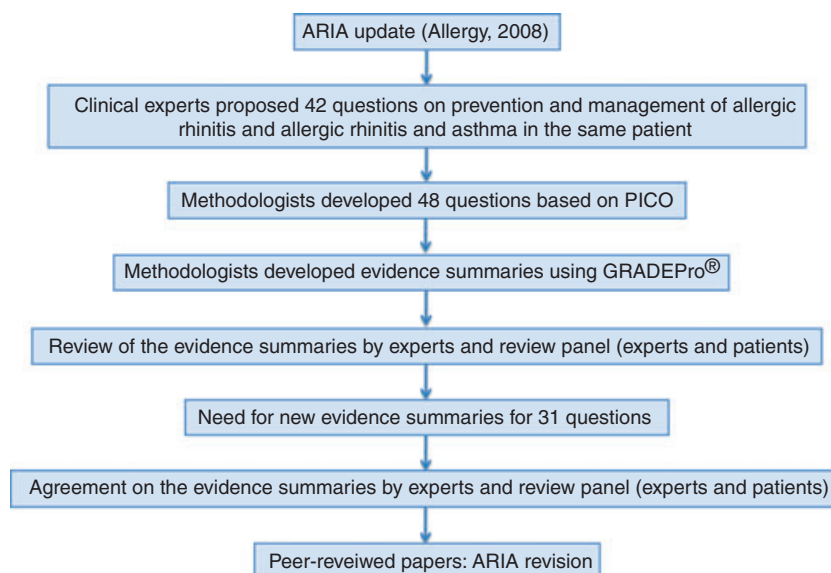 ARIA update (Allergy, 2008)
Clinical experts proposed 42 questions on prevention and management of allergic
rhinitis and allergic rhinitis and asthma in the same patient
Methodologists developed 48 questions based on PICO
Methodologists developed evidence summaries using GRADEPro®
Review of the evidence summaries by experts and review panel (experts and patients)
Need for new evidence summaries for 31 questions
Agreement on the evidence summaries by experts and review panel (experts and patients)
Peer-reveiwed papers: ARIA revision